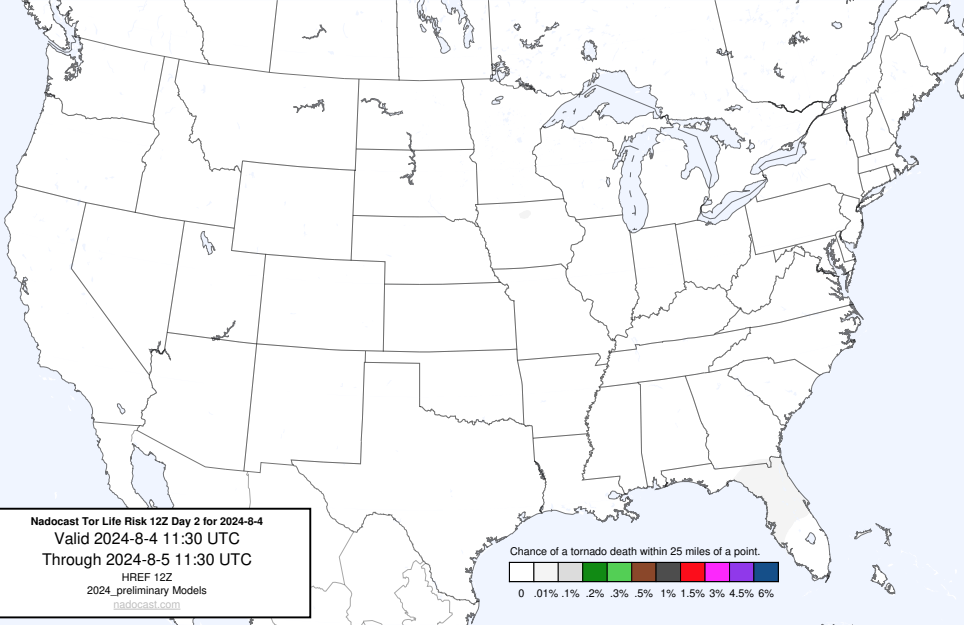 Nadocast Tor Life Risk 12Z Day 2 for 2024-8-4
Valid 2024-8-4 11:30 UTC
Through 2024-8-5 11:30 UTC
HREF 12Z
2024_preliminary Models
nadocast.com
Chance of a tornado death within 25 miles of a point.
0 .01% .1% .2% .3% .5% 1% 1.5% 3% 4.5% 6%